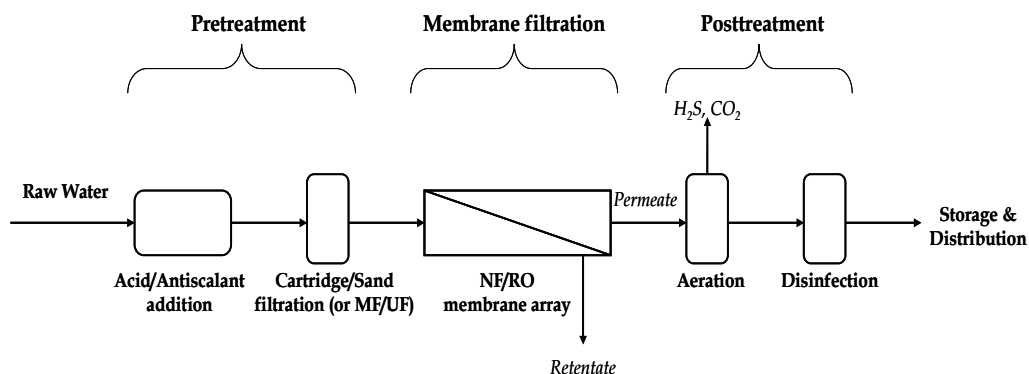 Pretreatment
Membrane filtration
Posttreatment
H₂S, CO₂
Raw Water
Permeate
Storage &
Distribution
Acid/Antiscalant
addition
Cartridge/Sand
filtration (or MF/UF)
NF/RO
membrane array
Aeration
Disinfection
Retentate